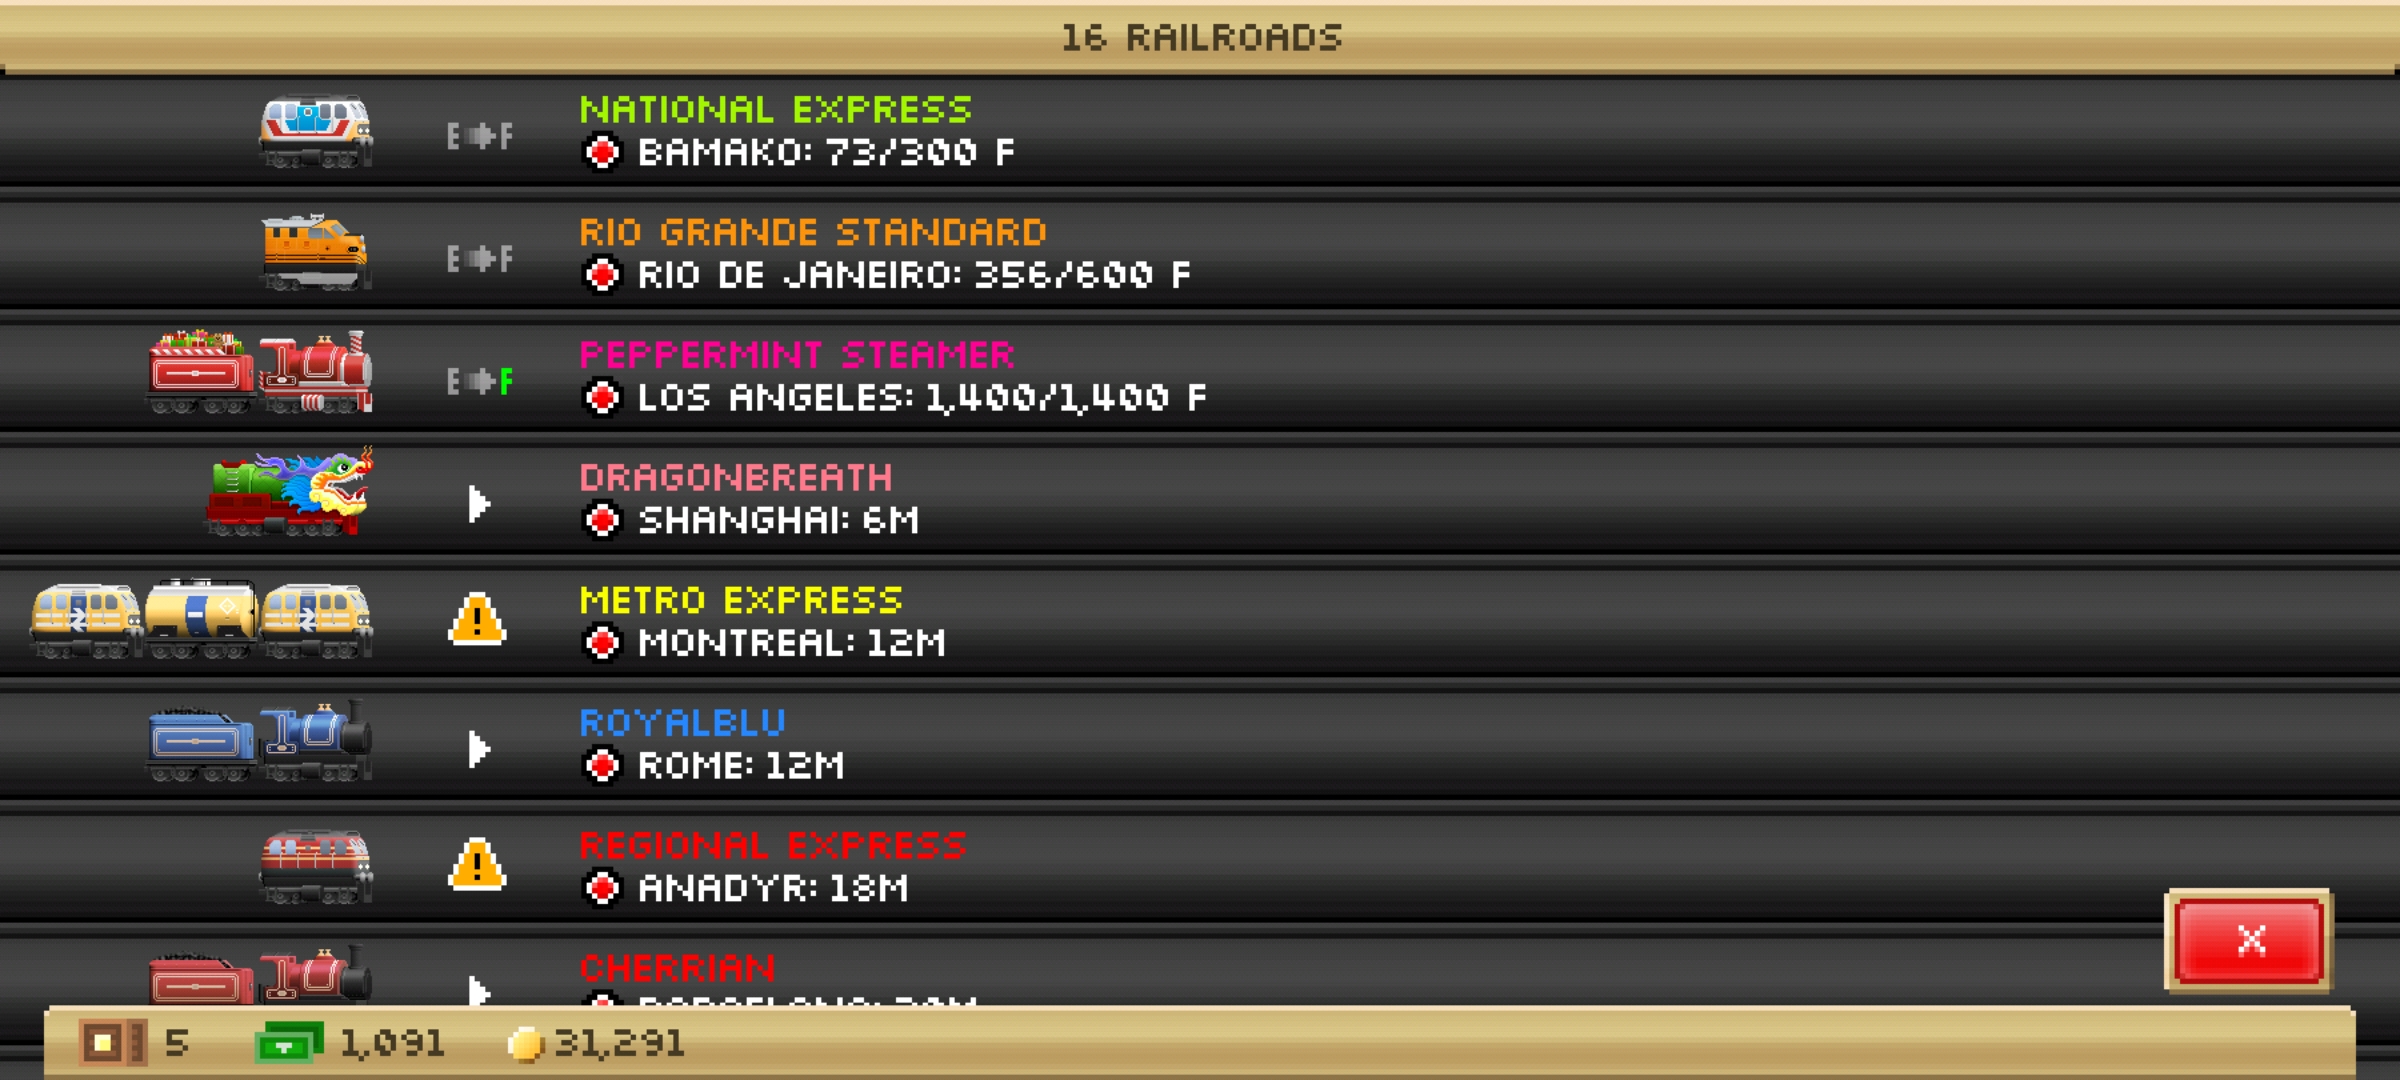 16 RAILROADS
NATIONAL EXPRESS
E F
BAMAKO: 73/300 F
RIO GRANDE STANDARD
E F
RIO DE JANEIRO: 356/600 F
PEPPERMINT STEAMER
E F
LOS ANGELES: 1,400/1,400 F
DRAGONBREATH
SHANGHAI: 6M
METRO EXPRESS
MONTREAL: 12M
ROYALBLU
ROME: 12M
REGIONAL EXPRESS
ANADYR: 18M
CHERRIAN
X
5 1,091 31,291